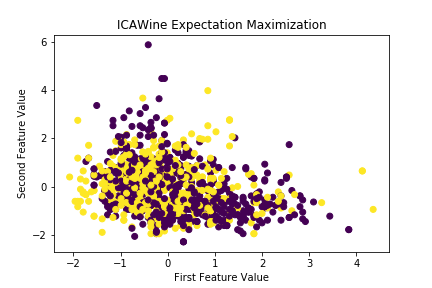 ICAWine Expectation Maximization
6
4
2
0
−2
Second Feature Value
−2 −1 0 1 2 3 4
First Feature Value